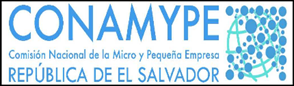 CONAMYPE
Comisión Nacional de la Micro y Pequeña Empresa
REPÚBLICA DE EL SALVADOR